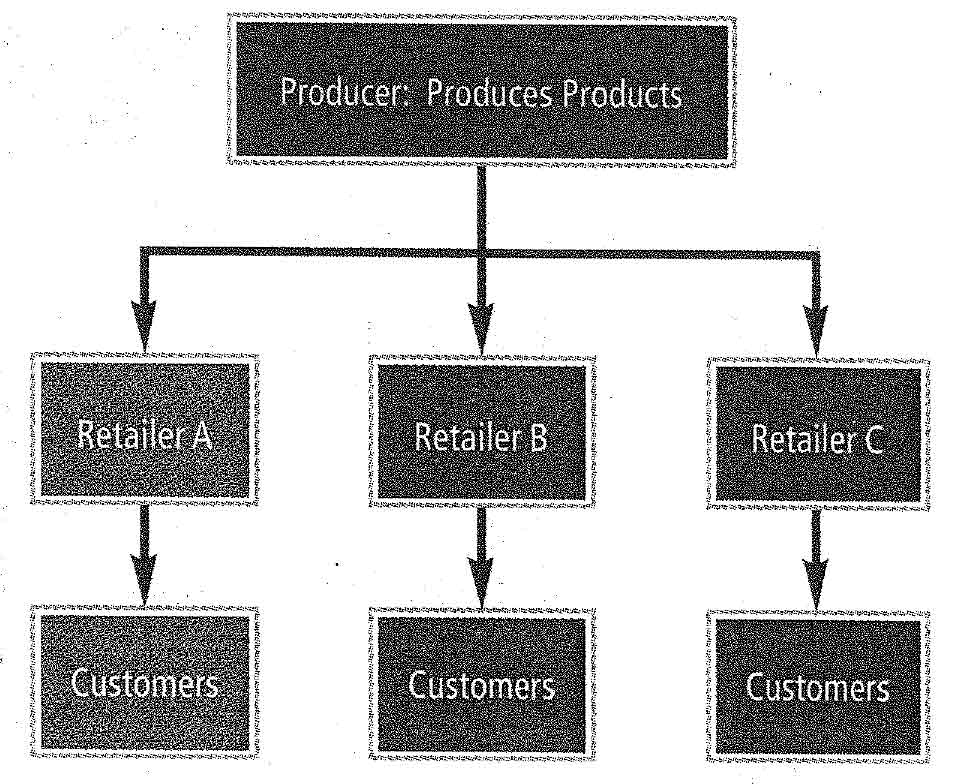 Producer: Produces Products
Retailer A
Retailer B
Retailer C
Customers
Customers
Customers